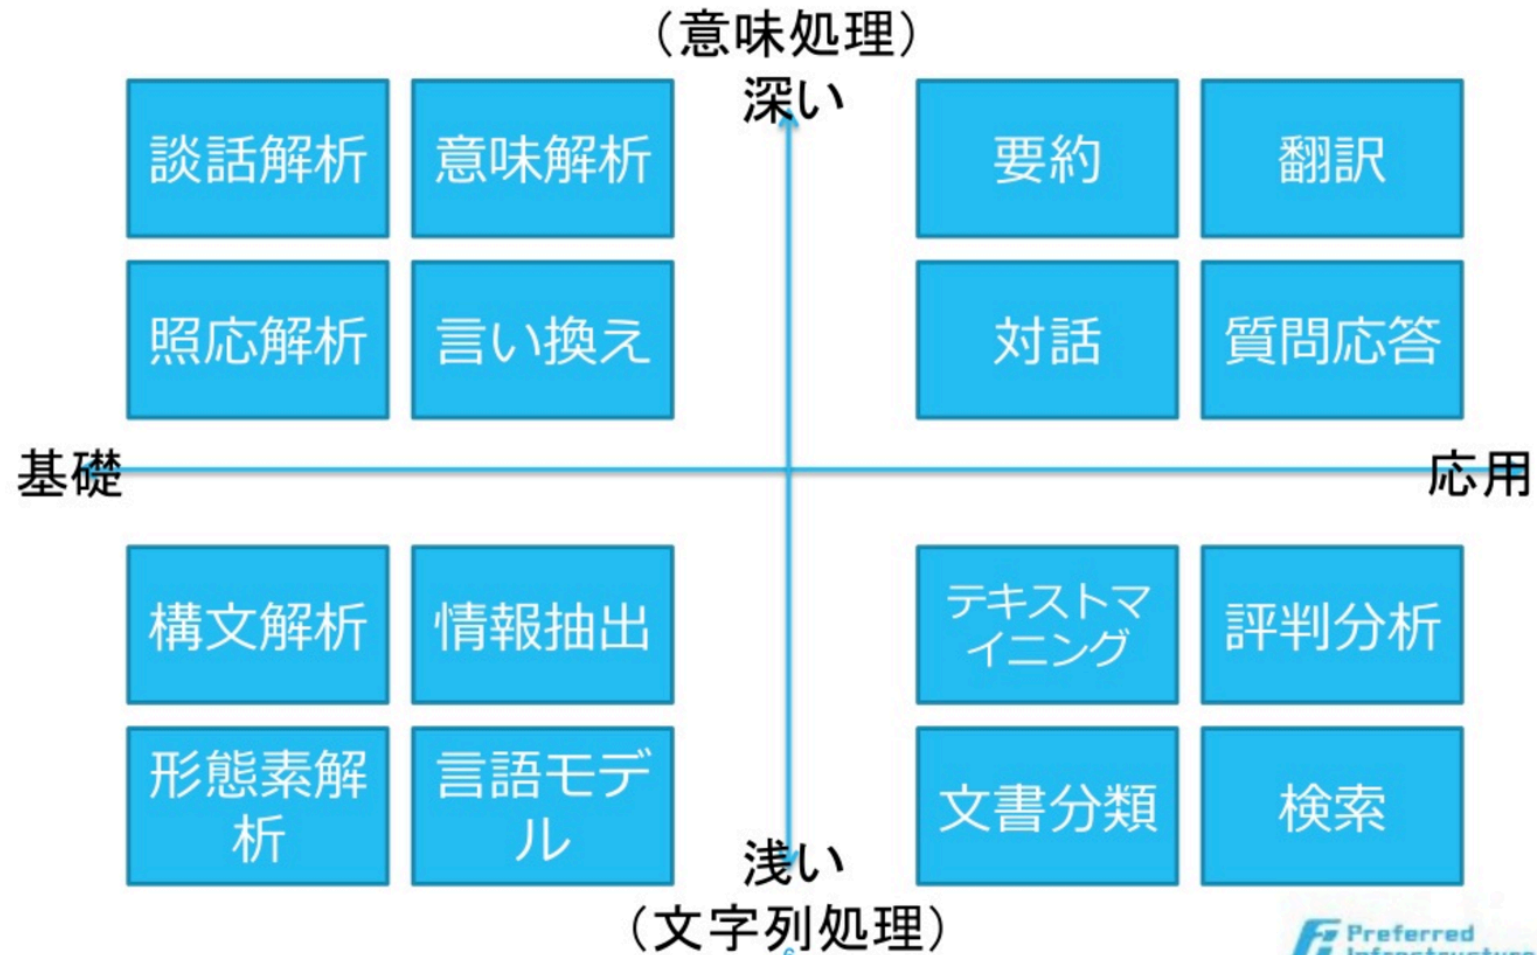 （意味処理）
深い
談話解析
意味解析
要約
翻訳
照応解析
言い換え
対話
質問応答
基礎
応用
構文解析
情報抽出
テキストマ
イニング
評判分析
形態素解
析
言語モデ
ル
文書分類
検索
浅い
（文字列処理）
Preferred
Infrastructure